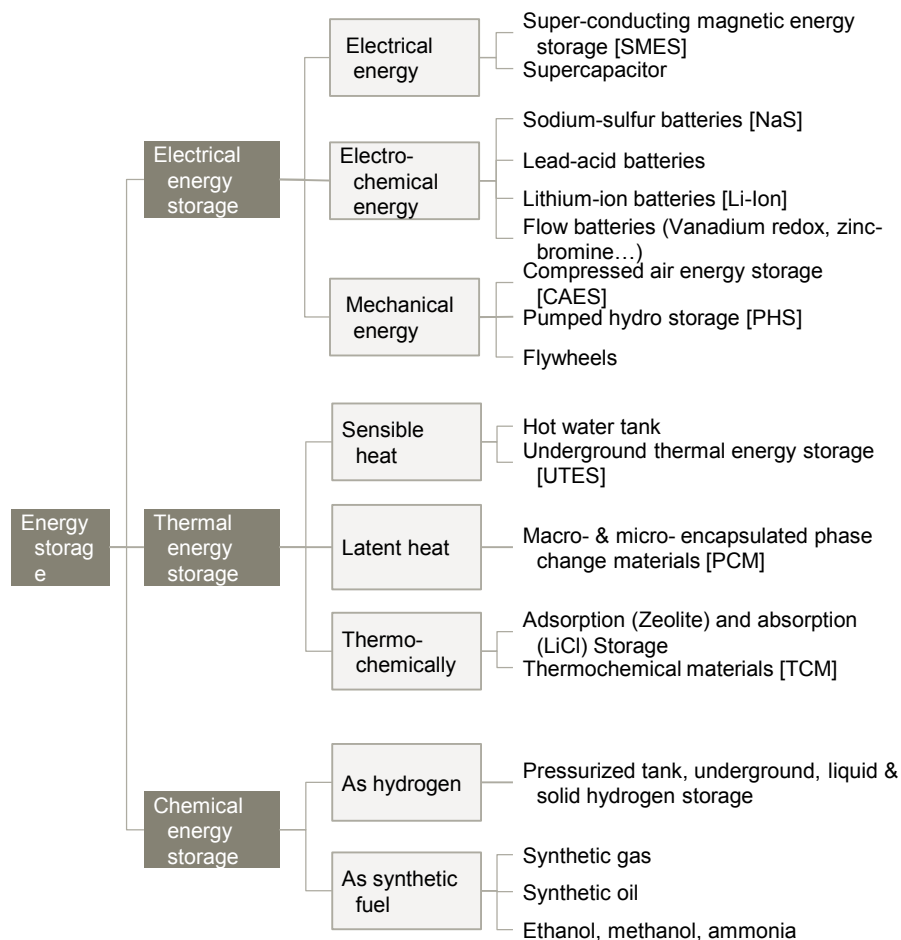 Super-conducting magnetic energy
storage [SMES]
Electrical
energy
Supercapacitor
Sodium-sulfur batteries [NaS]
Electrical
energy
storage
Electro-
chemical
energy
Lead-acid batteries
Lithium-ion batteries [Li-Ion]
Flow batteries (Vanadium redox, zinc-
bromine…)
Compressed air energy storage
[CAES]
Mechanical
energy
Pumped hydro storage [PHS]
Flywheels
Sensible
heat
Hot water tank
Underground thermal energy storage
[UTES]
Energy
storag
e
Thermal
energy
storage
Latent heat
Macro- & micro- encapsulated phase
change materials [PCM]
Thermo-
chemically
Adsorption (Zeolite) and absorption
(LiCl) Storage
Thermochemical materials [TCM]
As hydrogen
Pressurized tank, underground, liquid &
solid hydrogen storage
Chemical
energy
storage
Synthetic gas
As synthetic
fuel
Synthetic oil
Ethanol, methanol, ammonia